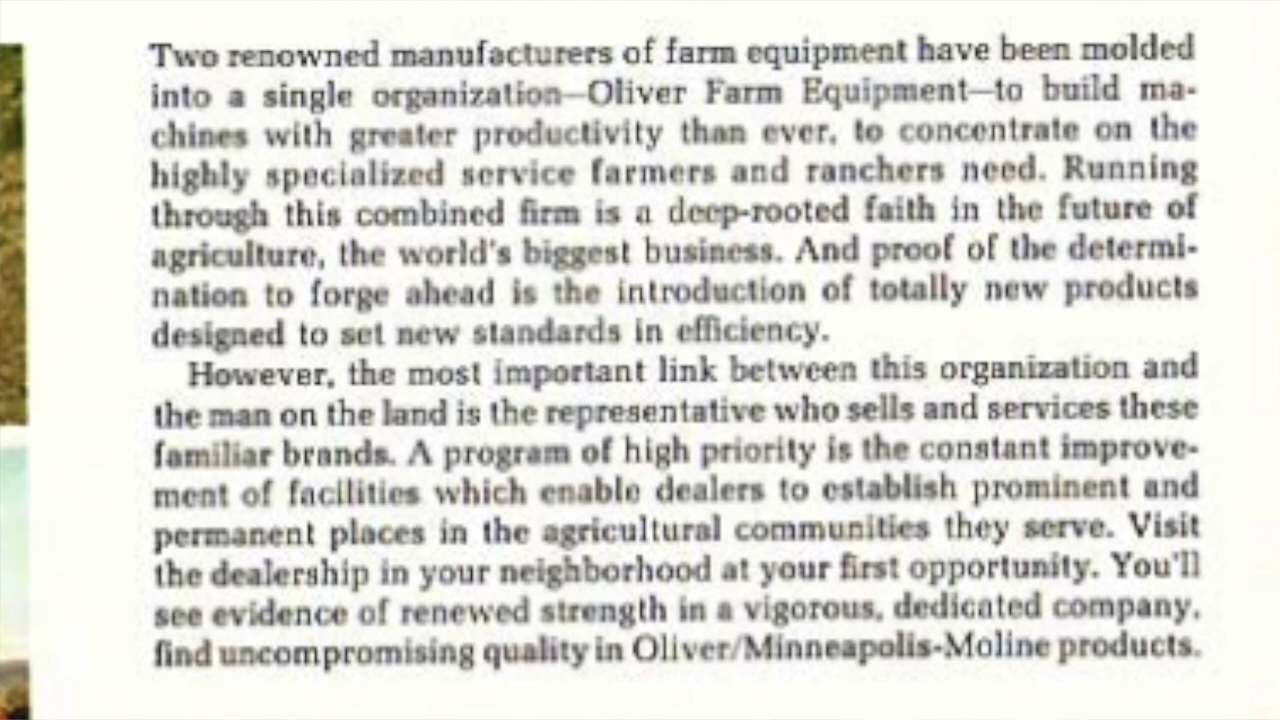 Two renowned manufacturers of farm equipment have been molded
into a single organization—Oliver Farm Equipment—to build ma-
chines with greater productivity than ever, to concentrate on the
highly specialized service farmers and ranchers need. Running
through this combined firm is a deep-rooted faith in the future of
agriculture, the world's biggest business. And proof of the determi-
nation to forge ahead is the introduction of totally new products
designed to set new standards in efficiency.
However, the most important link between this organization and
the man on the land is the representative who sells and services these
familiar brands. A program of high priority is the constant improve-
ment of facilities which enable dealers to establish prominent and
permanent places in the agricultural communities they serve. Visit
the dealership in your neighborhood at your first opportunity. You'll
see evidence of renewed strength in a vigorous, dedicated company,
find uncompromising quality in Oliver/Minneapolis-Moline products.